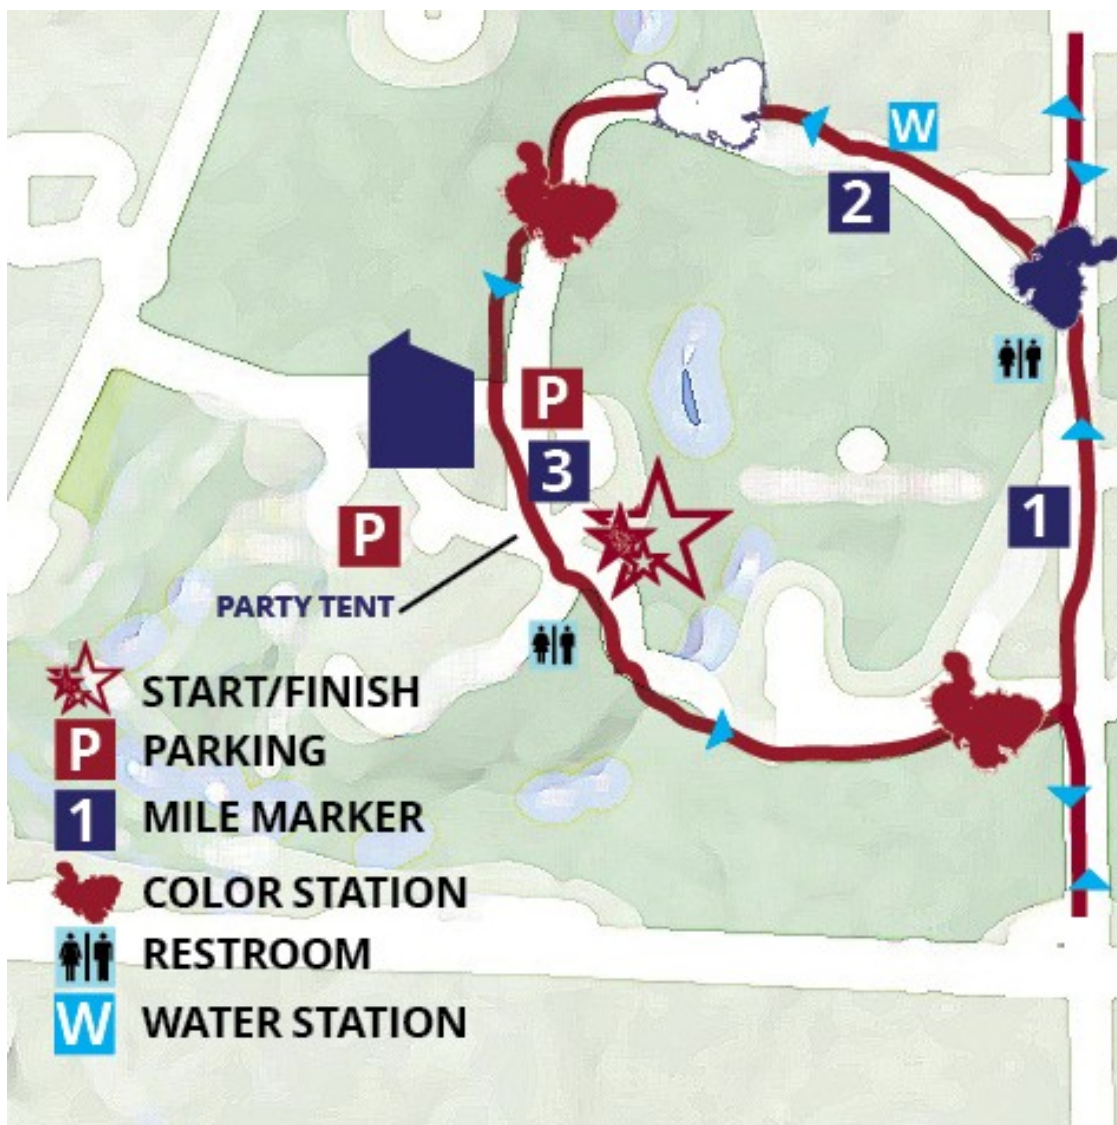 W
2
P
3
1
P
PARTY TENT
START/FINISH
P PARKING
1 MILE MARKER
COLOR STATION
RESTROOM
W WATER STATION